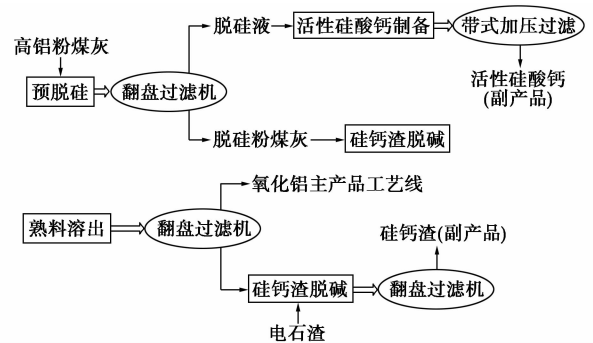 脱硅液
活性硅酸钙制备
带式加压过滤
高铝粉煤灰
预脱硅
翻盘过滤机
活性硅酸钙
(副产品)
脱硅粉煤灰
硅钙渣脱碱
氧化铝主产品工艺线
熟料溶出
翻盘过滤机
硅钙渣(副产品)
硅钙渣脱碱
翻盘过滤机
电石渣